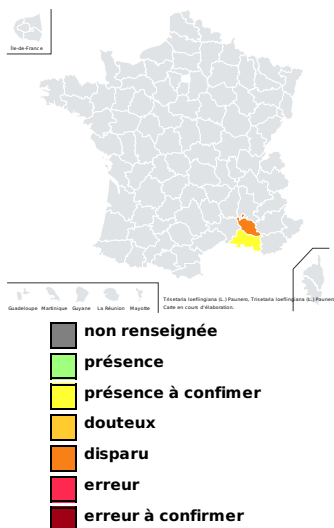 Île-de-France
Guadeloupe Martinique Guyane La Réunion Mayotte
Trisetaria loeflingiana (L.) Paunero, Trisetaria loeflingiana (L.) Paunero
Carte en cours d'élaboration.
non renseignée
présence
présence à confimer
douteux
disparu
erreur
erreur à confirmer